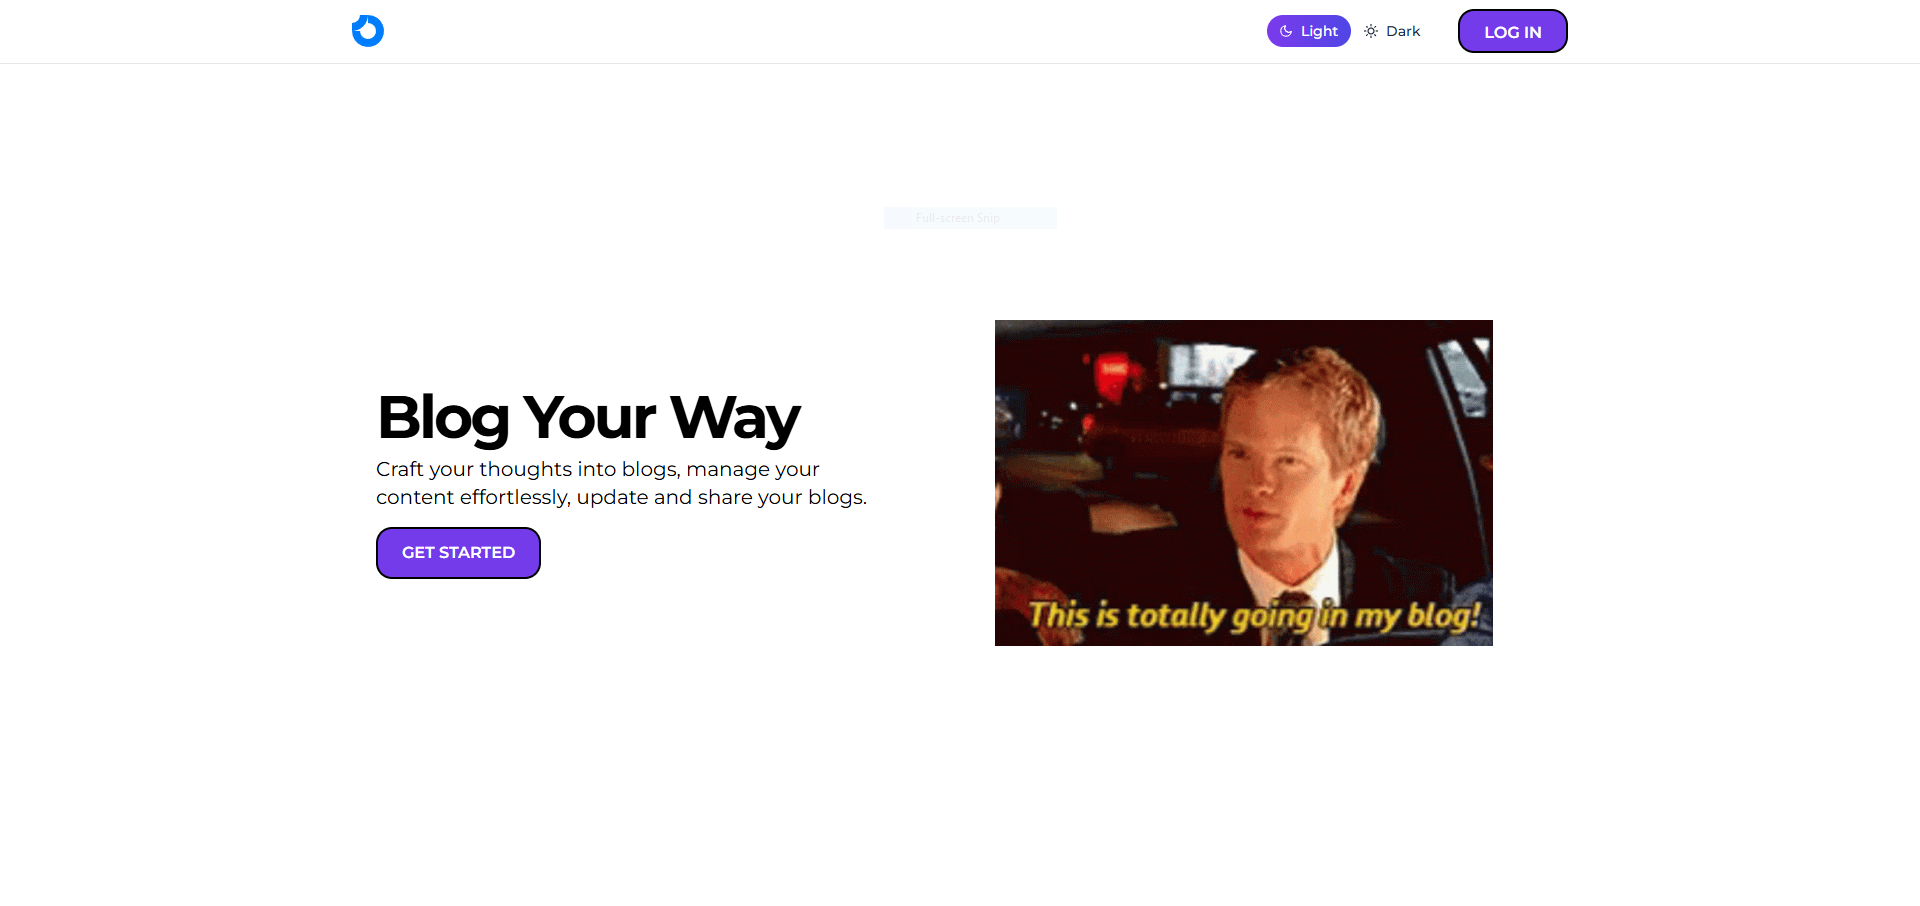 Light
Dark
LOG IN
Full-screen Snip
Blog Your Way
Craft your thoughts into blogs, manage your
content effortlessly, update and share your blogs.
GET STARTED
This is totally going in my blog!